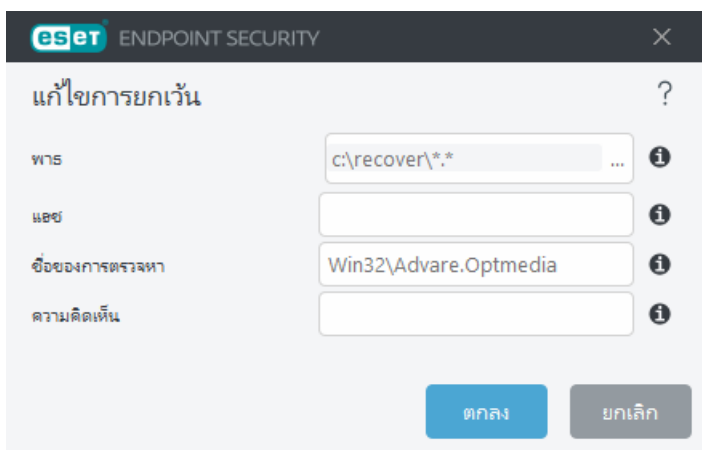 eset ENDPOINT SECURITY
แก้ไขการยกเว้น ?
พาธ c:\recover\*.* ...
แฮช
ชื่อของการตรวจหา Win32\Advare.Optmedia
ความคิดเห็น
ตกลง ยกเลิก